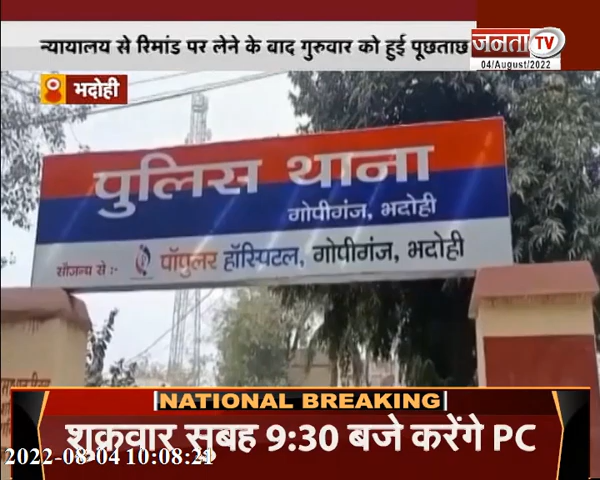 न्यायालय से रिमांड पर लेने के बाद गुरुवार को हुई पूछताछ
जनता TV
04/August/2022
भदोही
पुलिस थाना
गोपीगंज, भदोही
सौजन्य से :- पॉपुलर हॉस्पिटल, गोपीगंज, भदोही
NATIONAL BREAKING
शुक्रवार सुबह 9:30 बजे करेंगे PC
2022-08-04 10:08:21